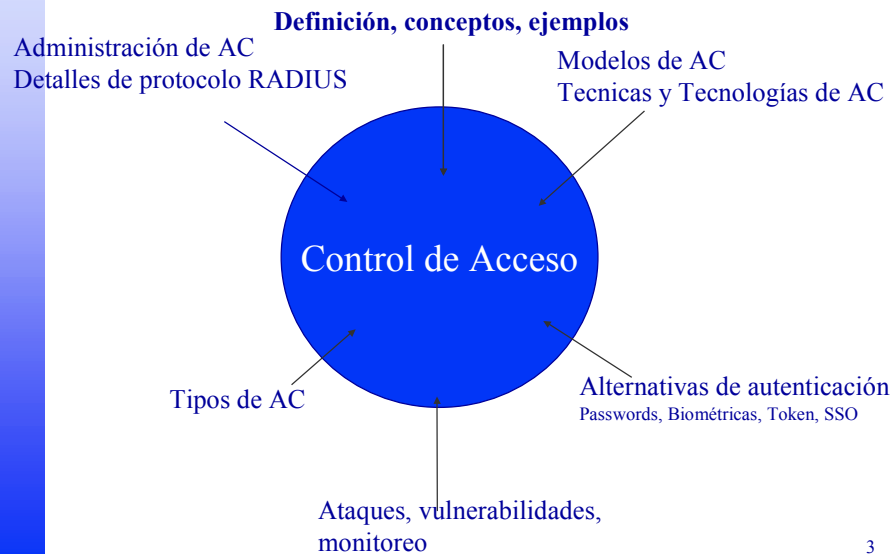 Definición, conceptos, ejemplos
Administración de AC
Detalles de protocolo RADIUS
Modelos de AC
Tecnicas y Tecnologías de AC
Control de Acceso
Tipos de AC
Alternativas de autenticación
Passwords, Biométricas, Token, SSO
Ataques, vulnerabilidades,
monitoreo
3